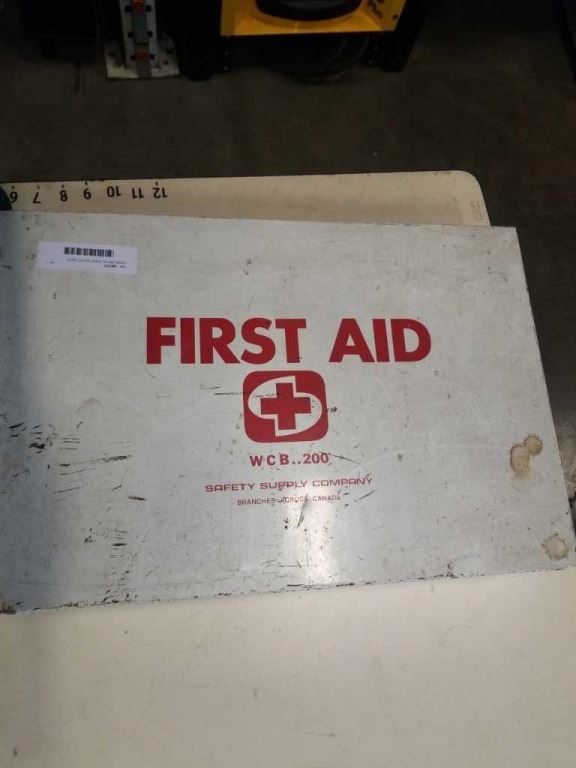 6 7 8 9 10 11 12
FIRST AID
WCB..200
SAFETY SUPPLY COMPANY
BRANCHES ACROSS CANADA